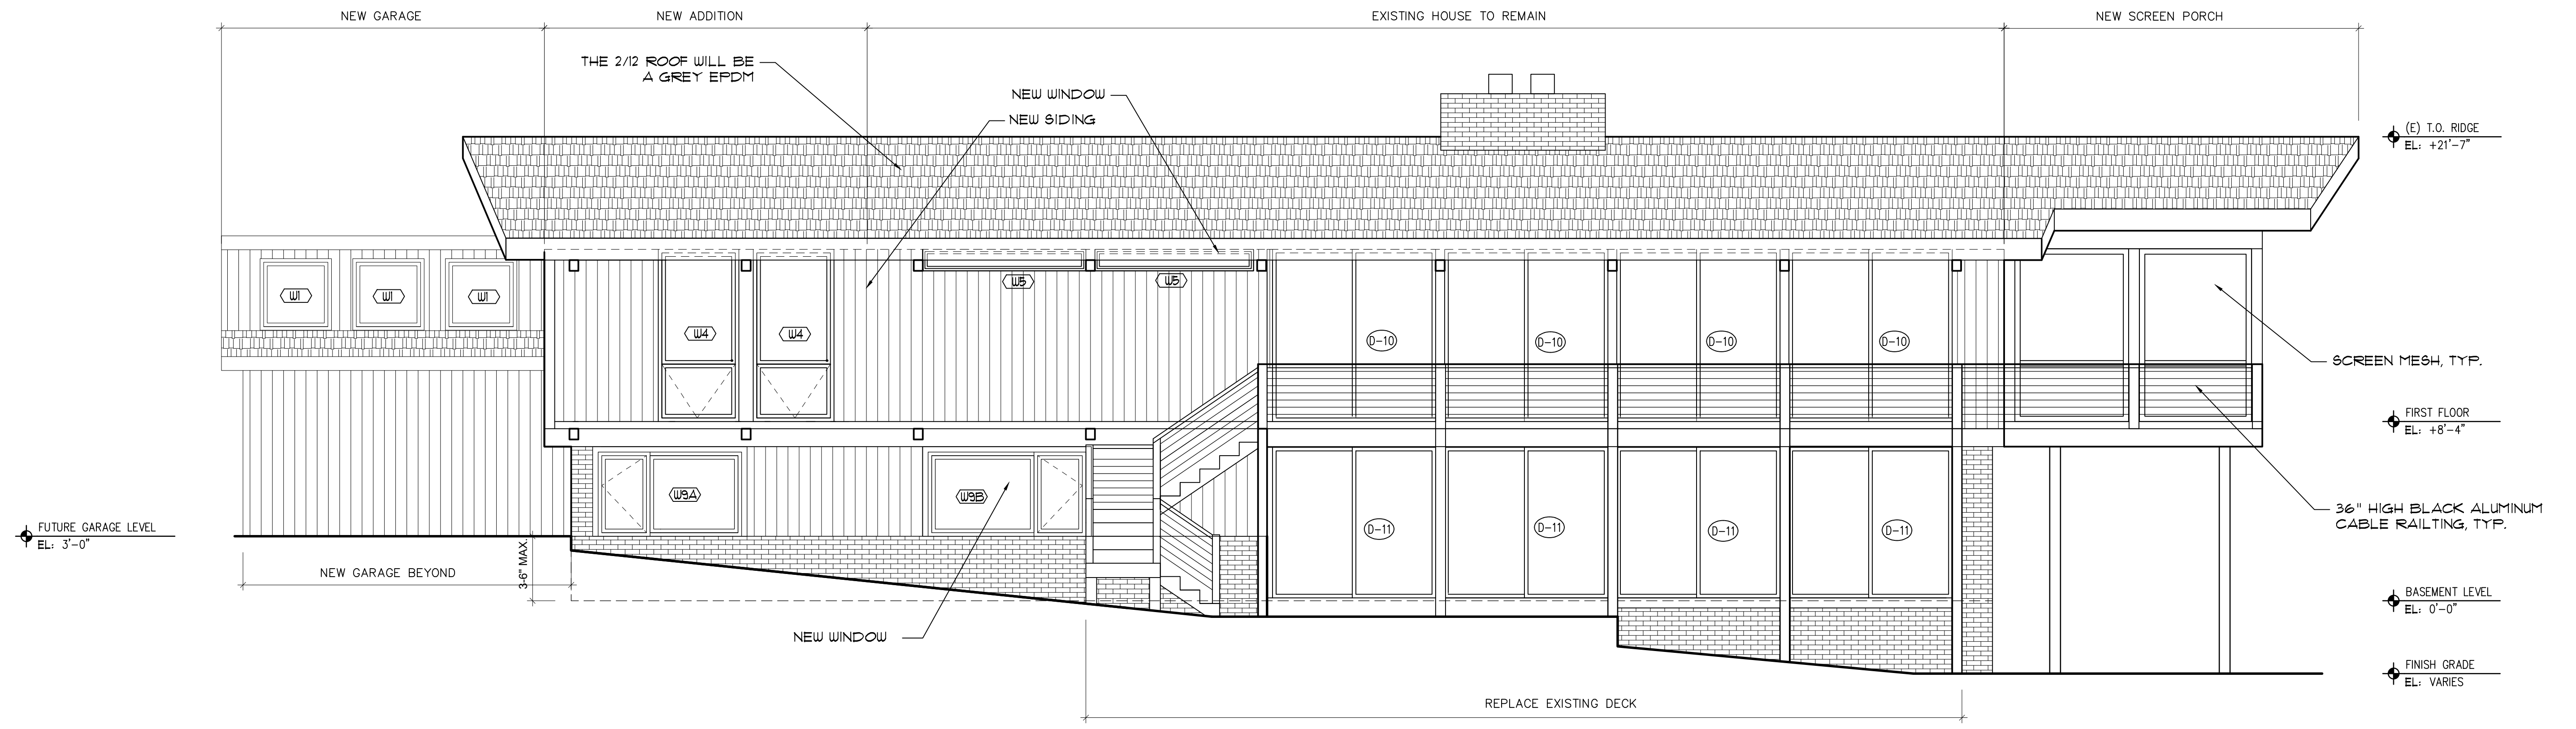 NEW GARAGE
NEW ADDITION
EXISTING HOUSE TO REMAIN
NEW SCREEN PORCH
THE 2/12 ROOF WILL BE
A GREY EPDM
NEW WINDOW
NEW SIDING
(E) T.O. RIDGE
EL: +21'-7"
W1
W1
W1
W5
W5
W4
W4
D-10
D-10
D-10
D-10
SCREEN MESH, TYP.
FIRST FLOOR
EL: +8'-4"
W9A
W9B
D-11
D-11
D-11
D-11
36" HIGH BLACK ALUMINUM
CABLE RAILTING, TYP.
FUTURE GARAGE LEVEL
EL: 3'-0"
3-6" MAX.
NEW GARAGE BEYOND
BASEMENT LEVEL
EL: 0'-0"
NEW WINDOW
FINISH GRADE
EL: VARIES
REPLACE EXISTING DECK